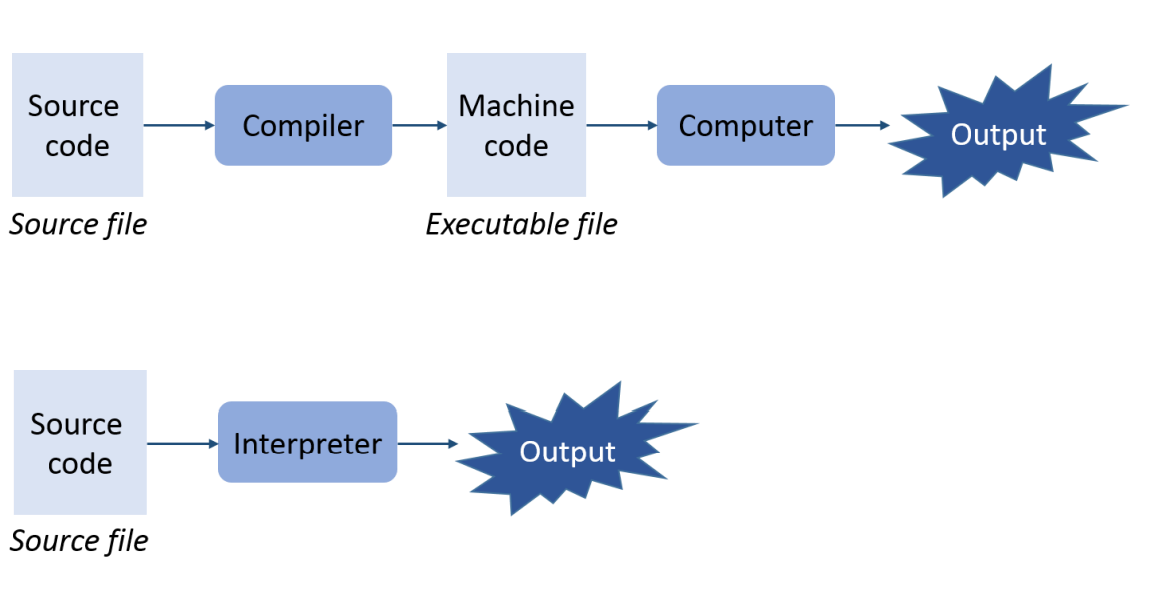 Source
code
Compiler
Machine
code
Computer
Output
Source file
Executable file
Source
code
Interpreter
Output
Source file